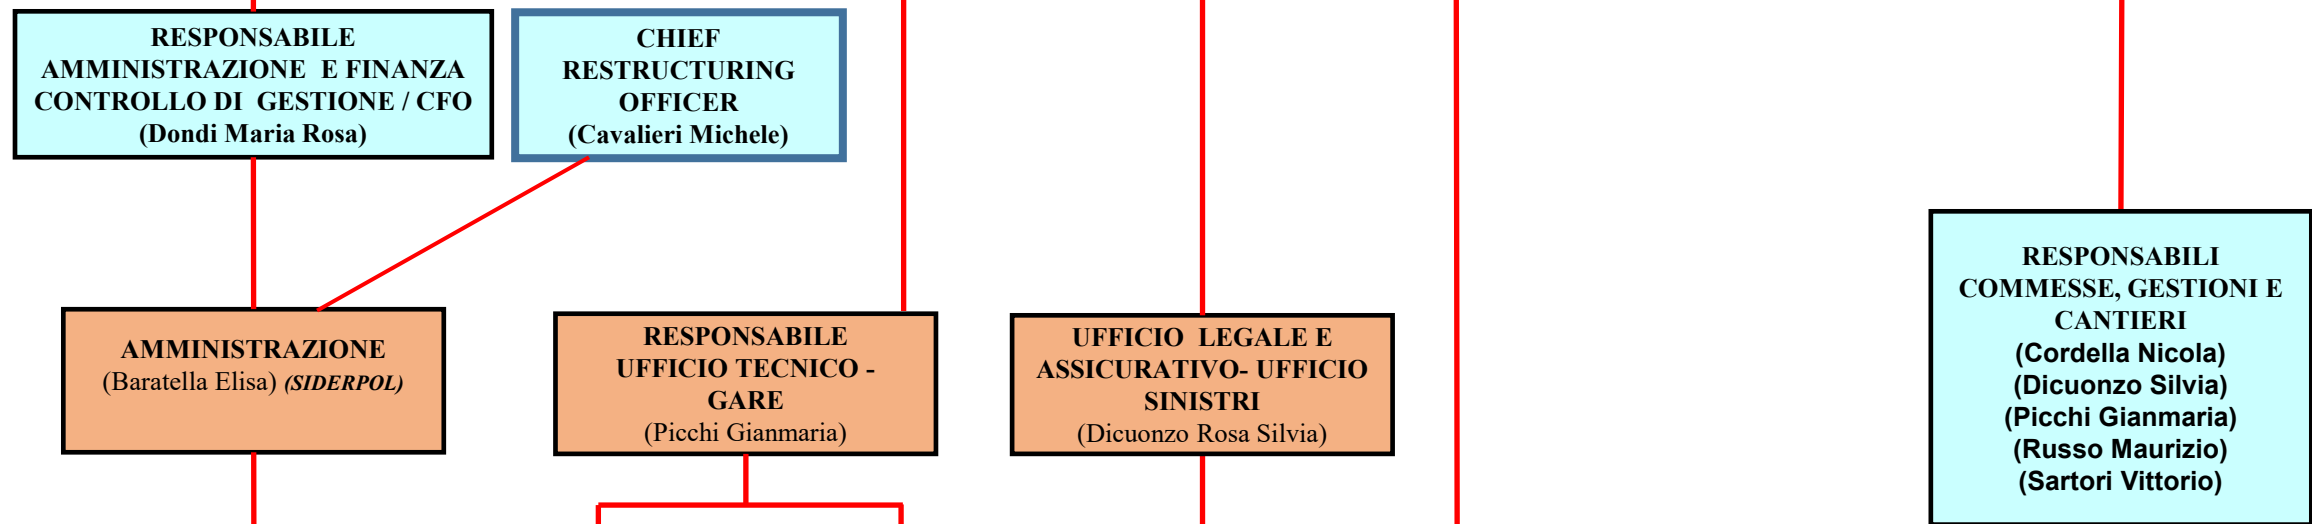 RESPONSABILE
AMMINISTRAZIONE E FINANZA
CONTROLLO DI GESTIONE / CFO
(Dondi Maria Rosa)
CHIEF
RESTRUCTURING
OFFICER
(Cavalieri Michele)
AMMINISTRAZIONE
(Baratella Elisa) (SIDERPOL)
RESPONSABILE
UFFICIO TECNICO -
GARE
(Picchi Gianmaria)
UFFICIO LEGALE E
ASSICURATIVO- UFFICIO
SINISTRI
(Dicuonzo Rosa Silvia)
RESPONSABILI
COMMESSE, GESTIONI E
CANTIERI
(Cordella Nicola)
(Dicuonzo Silvia)
(Picchi Gianmaria)
(Russo Maurizio)
(Sartori Vittorio)